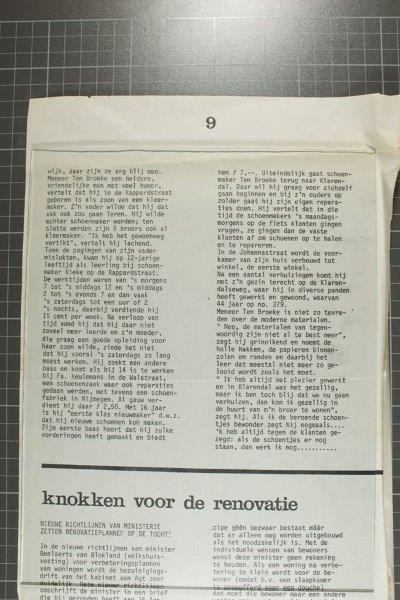 9
wijk, daar zijn ze erg blij mee.
Meneer Ten Broeke een heldere,
vriendelijke man met veel humor,
vertelt dat hij in de Rappardstraat
geboren is als zoon van een kleer-
maker. Z'n vader wilde dat hij dat
vak ook zou gaan leren. Hij wilde
echter schoenmaker worden; ten
slotte werden zijn 5 broers ook al
kleermaker. "Ik heb het gewoonweg
vertikt", vertelt hij lachend.
Toen de pogingen van zijn vader
mislukten, kwam hij op 12-jarige
leeftijd als leerling bij schoen-
maker Kieke op de Rappardstraat.
De werktijden waren van 's morgens
7 tot 's middags 12 en 's middags
2 tot 's avonds 7 en dan vaak
's zaterdags tot een uur of 2
's nachts, daarbij verdiende hij
15 cent per week. Na verloop van
tijd vond hij dat hij daar niet
zoveel meer leerde en z'n moeder,
die graag een goede opleiding voor
haar zoon wilde, zinde het niet
dat hij vooral 's zaterdags zo lang
moest werken. Hij zoekt een andere
baas en komt als hij 14 is te werken
bij Fa. Keulemans in de Walstraat,
een schoenenzaak waar ook reparaties
gedaan werden, met tevens een schoen-
fabriek in Nijmegen. Al gauw ver-
dient hij daar f 2,50. Met 16 jaar
is hij "eerste klas nieuwmaker" d.w.z.
dat hij nieuwe schoenen kon maken.
Zijn eerste baas hoort dat hij zulke
vorderingen heeft gemaakt en biedt
hen f 7,--. Uiteindelijk gaat schoen-
maker Ten Broeke terug naar Klaren-
dal. Daar wil hij graag voor zichzelf
gaan beginnen en bij z'n ouders op
zolder gaat hij zijn eigen repara-
ties doen. Hij vertelt dat in die
tijd de schoenmakers 's maandags-
morgens op de fiets klanten gingen
vragen, ze gingen dan de vaste
klanten af om schoenen op te halen
en te repareren.
In de Johannastraat wordt de voor-
kamer van zijn huis verbouwd tot
winkel, de eerste winkel.
Na een aantal verhuizingen komt hij
met z'n gezin terecht op de Klaren-
dalseweg, waar hij in diverse panden
heeft gewerkt en gewoond, waarvan
44 jaar op no. 379.
Meneer Ten Broeke is niet zo tevre-
den over de moderne materialen.
" Nee, de materialen van tegen-
woordig zijn niet al te best meer",
zegt hij grinnikend en noemt de
holle hakken, de papieren binnen-
zolen en randen en daarbij het
leer dat meestal niet meer zo ge-
looid wordt zoals het moet.
" Ik heb altijd met plezier gewerkt
en in Klarendal was het gezellig,
maar ik ben toch blij dat we nu gaan
verhuizen, dan kom ik gezellig in
de buurt van m'n broer te wonen",
zegt hij. Als ik de beroide schoen-
tjes bewonder zegt hij nogmaals....
"k heb altijd tegen de klanten ge-
zegd: als de schoentjes er nog
staan, dan werk ik nog...........
knokken voor de renovatie
NIEUWE RICHTLIJNEN VAN MINISTERIE
ZETTEN RENOVATIEPLANNE! OP DE TOCHT!
In de nieuwe richtlijnen van minister
Beelaerts van Blokland (volkshuis-
vesting) voor verbeteringsplannen
van woningen wordt de bezuinigings-
drift van het kabinet van Agt zeer
duidelijk. Deze nieuwe richtlijnen
omschrijft de minister in een brief
cipe géén bezwaar bestaat máár
dat er alleen mag worden uitgebouwd
als het noodzakelijk is. Met de
individuele wensen van bewoners
wenst deze minister geen rekening
te houden. Als een woning na verbe-
tering te klein wordt voor de be-
woner (omdat b.v. een slaapkamer
voor een
de bewoner maar een andere